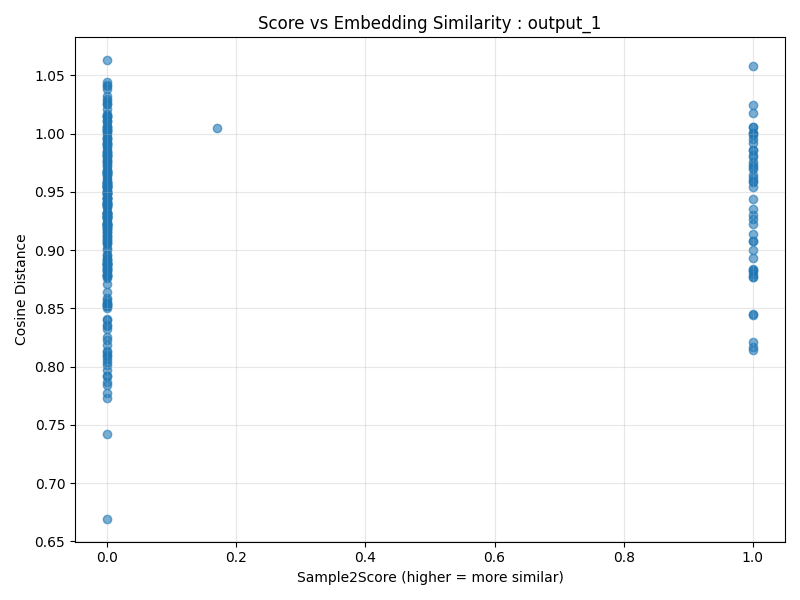 Score vs Embedding Similarity : output_1
1.05
1.00
0.95
0.90
0.85
0.80
0.75
0.70
0.65
Cosine Distance
0.0 0.2 0.4 0.6 0.8 1.0
Sample2Score (higher = more similar)